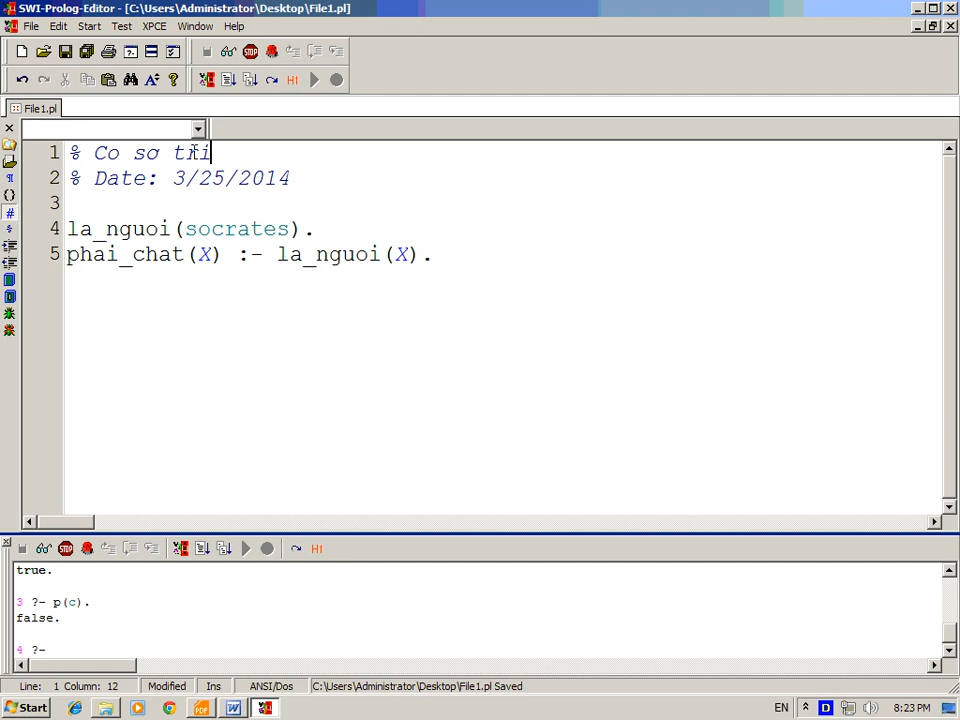 SWI-Prolog-Editor - [C:\Users\Administrator\Desktop\File1.pl]
File Edit Start Test XPCE Window Help
File1.pl
1 % Co sơ tri
2 % Date: 3/25/2014
3
4 la_nguoi(socrates).
5 phai_chat(X) :- la_nguoi(X).
true.
3 ?- p(c).
false.
4 ?-
Line: 1 Column: 12 Modified Ins ANSI/Dos C:\Users\Administrator\Desktop\File1.pl Saved
Start EN 8:23 PM